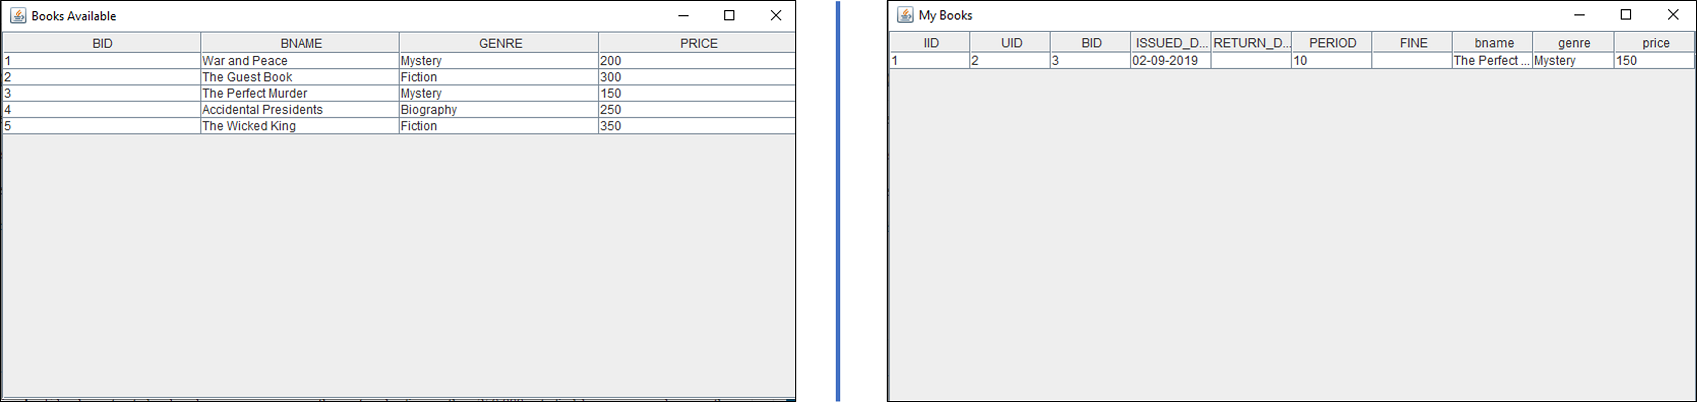 Books Available
BID BNAME GENRE PRICE
1 War and Peace Mystery 200
2 The Guest Book Fiction 300
3 The Perfect Murder Mystery 150
4 Accidental Presidents Biography 250
5 The Wicked King Fiction 350
My Books
IID UID BID ISSUED_D... RETURN_D... PERIOD FINE bname genre price
1 2 3 02-09-2019 10 The Perfect ... Mystery 150